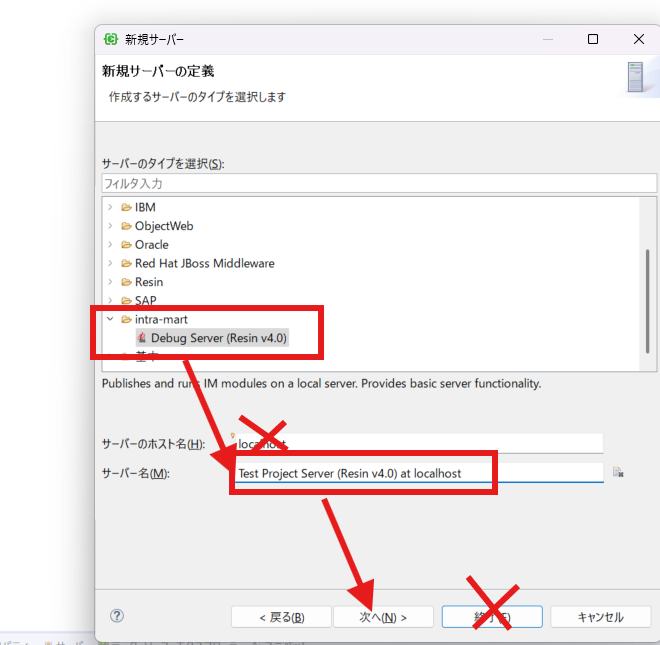 新規サーバー
新規サーバーの定義
作成するサーバーのタイプを選択します
サーバーのタイプを選択(S):
フィルタ入力
IBM
ObjectWeb
Oracle
Red Hat JBoss Middleware
Resin
SAP
intra-mart
Debug Server (Resin v4.0)
基本
Publishes and runs IM modules on a local server. Provides basic server functionality.
サーバーのホスト名(H): localhost
サーバー名(M): Test Project Server (Resin v4.0) at localhost
< 戻る(B) 次へ(N) > 終了(F) キャンセル